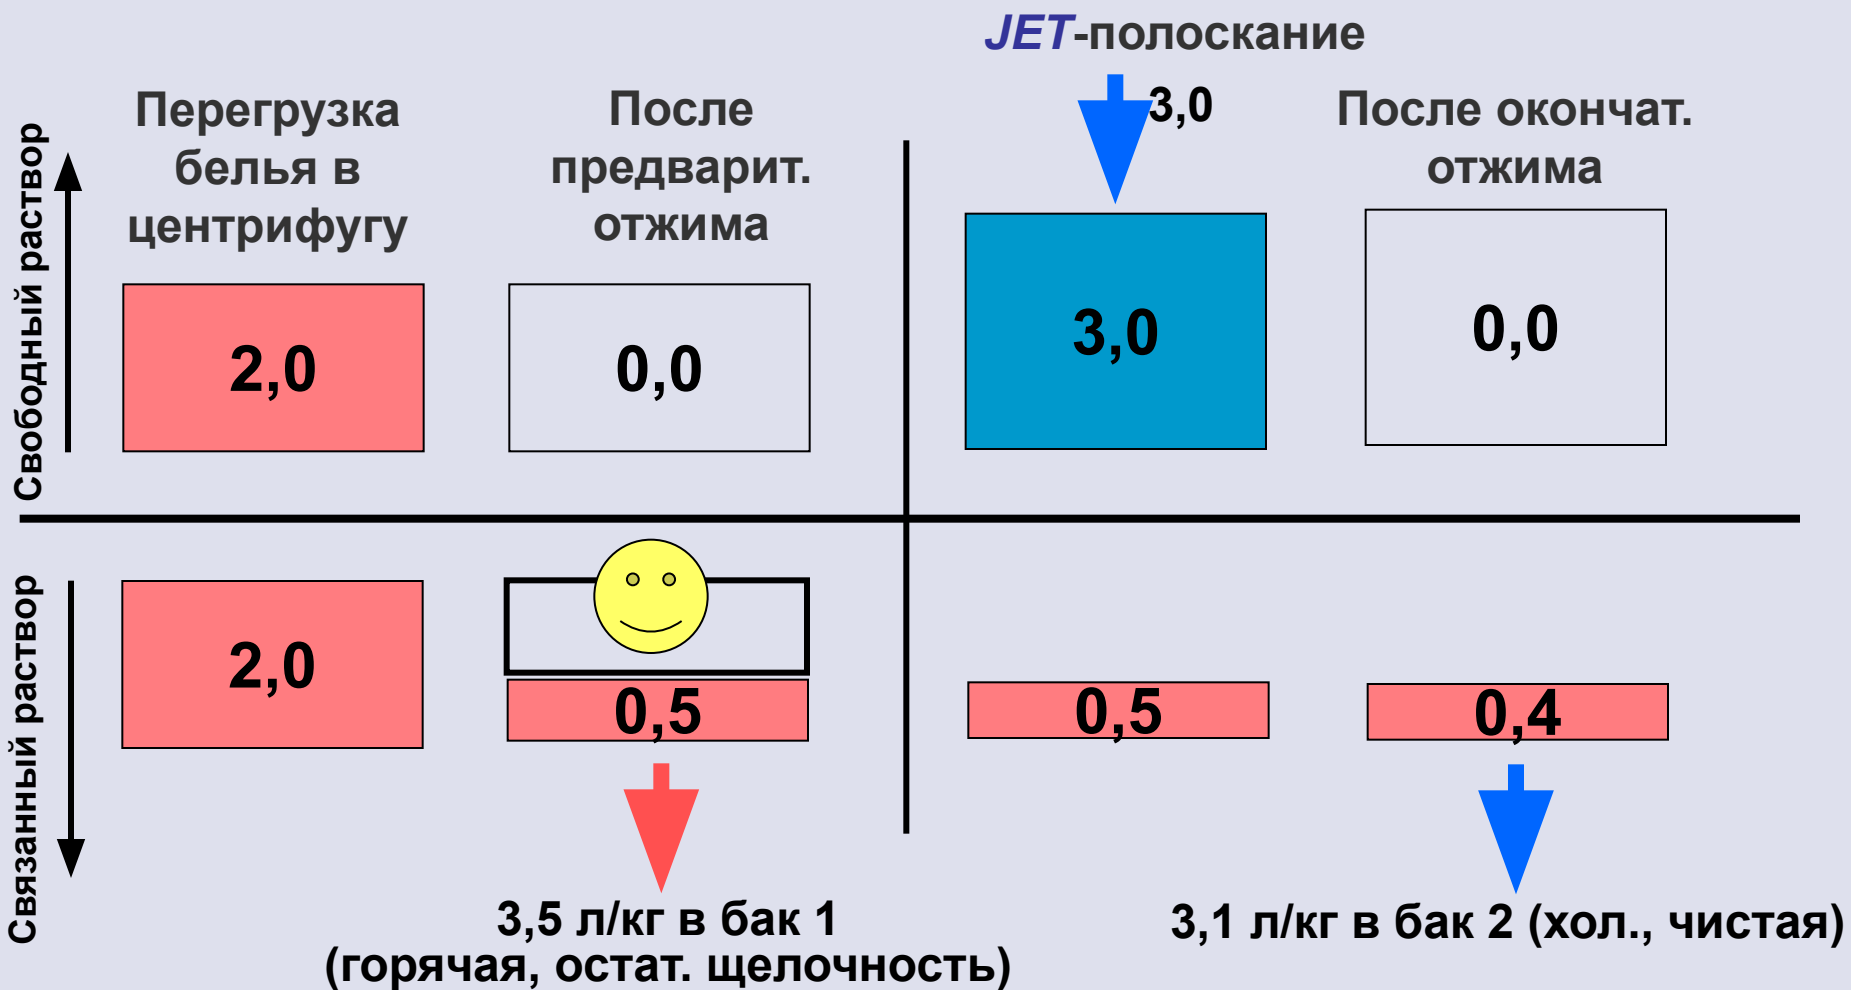 JET-полоскание
3,0
Перегрузка
белья в
центрифугу
После
предварит.
отжима
После окончат.
отжима
Свободный раствор
2,0
0,0
3,0
0,0
Связанный раствор
2,0
0,5
0,5
0,4
3,5 л/кг в бак 1
(горячая, остат. щелочность)
3,1 л/кг в бак 2 (хол., чистая)